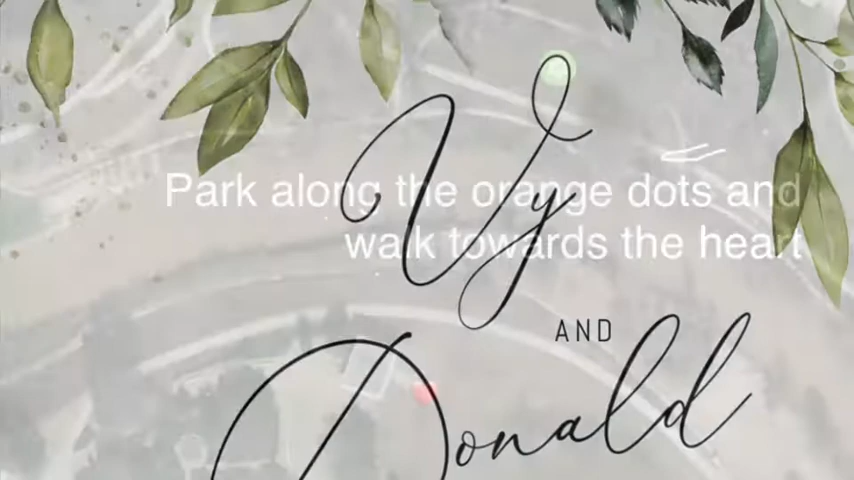 Vy
Park along the orange dots and
walk towards the heart
AND
Donald